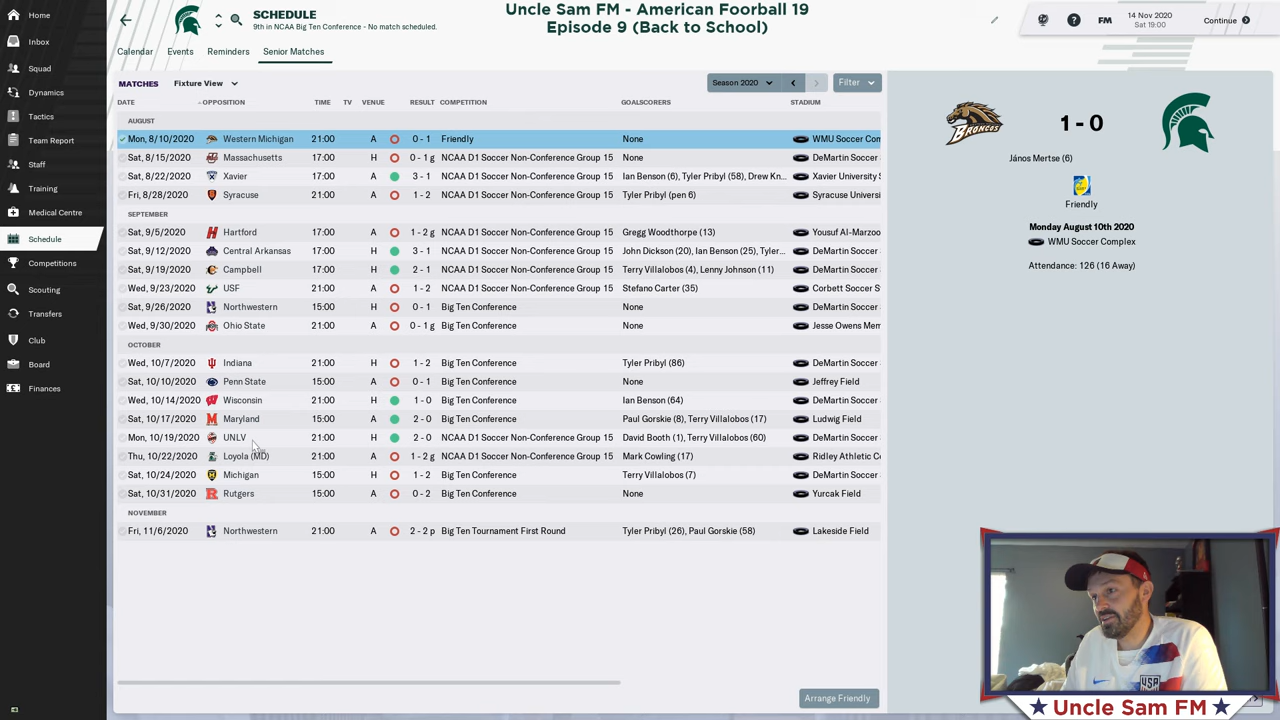 Uncle Sam FM - American Foorball 19
Episode 9 (Back to School)
SCHEDULE
9th in NCAA Big Ten Conference - No match scheduled.
FM
14 Nov 2020
Sat 19:00
Continue
Home
Inbox
Squad
Dynamics
Tactics
Team Report
Staff
Training
Medical Centre
Schedule
Competitions
Scouting
Transfers
Club
Board
Finances
Calendar Events Reminders Senior Matches
MATCHES Fixture View Season 2020 Filter
DATE OPPOSITION TIME TV VENUE RESULT COMPETITION GOALSCORERS STADIUM
AUGUST
Mon, 8/10/2020 Western Michigan 21:00 A 0 - 1 Friendly None WMU Soccer Com
Sat, 8/15/2020 Massachusetts 17:00 H 0 - 1 g NCAA D1 Soccer Non-Conference Group 15 None DeMartin Soccer
Sat, 8/22/2020 Xavier 17:00 A 3 - 1 NCAA D1 Soccer Non-Conference Group 15 Ian Benson (6), Tyler Pribyl (58), Drew Kn... Xavier University S
Fri, 8/28/2020 Syracuse 21:00 A 1 - 2 NCAA D1 Soccer Non-Conference Group 15 Tyler Pribyl (pen 6) Syracuse Universi
SEPTEMBER
Sat, 9/5/2020 Hartford 17:00 A 1 - 2 g NCAA D1 Soccer Non-Conference Group 15 Gregg Woodthorpe (13) Yousuf Al-Marzoo
Sat, 9/12/2020 Central Arkansas 17:00 A 3 - 1 NCAA D1 Soccer Non-Conference Group 15 John Dickson (20), Ian Benson (25), Tyler... DeMartin Soccer
Sat, 9/19/2020 Campbell 17:00 H 2 - 1 NCAA D1 Soccer Non-Conference Group 15 Terry Villalobos (4), Lenny Johnson (11) DeMartin Soccer
Wed, 9/23/2020 USF 21:00 A 1 - 2 NCAA D1 Soccer Non-Conference Group 15 Stefano Carter (35) Corbett Soccer S
Sat, 9/26/2020 Northwestern 15:00 H 0 - 1 Big Ten Conference None DeMartin Soccer
Wed, 9/30/2020 Ohio State 21:00 A 0 - 1 g Big Ten Conference None Jesse Owens Mem
OCTOBER
Wed, 10/7/2020 Indiana 21:00 H 1 - 2 Big Ten Conference Tyler Pribyl (86) DeMartin Soccer
Sat, 10/10/2020 Penn State 15:00 A 0 - 1 Big Ten Conference None Jeffrey Field
Wed, 10/14/2020 Wisconsin 21:00 H 1 - 0 Big Ten Conference Ian Benson (64) DeMartin Soccer
Sat, 10/17/2020 Maryland 15:00 A 2 - 0 Big Ten Conference Paul Gorskie (8), Terry Villalobos (17) Ludwig Field
Mon, 10/19/2020 UNLV 21:00 H 2 - 0 NCAA D1 Soccer Non-Conference Group 15 David Booth (1), Terry Villalobos (60) DeMartin Soccer
Thu, 10/22/2020 Loyola (MD) 21:00 A 1 - 2 g NCAA D1 Soccer Non-Conference Group 15 Mark Cowling (17) Ridley Athletic C
Sat, 10/24/2020 Michigan 15:00 H 1 - 2 Big Ten Conference Terry Villalobos (7) DeMartin Soccer
Sat, 10/31/2020 Rutgers 15:00 A 0 - 2 Big Ten Conference None Yurcak Field
NOVEMBER
Fri, 11/6/2020 Northwestern 21:00 A 2 - 2 p Big Ten Tournament First Round Tyler Pribyl (26), Paul Gorskie (58) Lakeside Field
Arrange Friendly
BRONCOS
1 - 0
János Mertse (6)
Friendly
Monday August 10th 2020
WMU Soccer Complex
Attendance: 126 (16 Away)
★ Uncle Sam FM ★